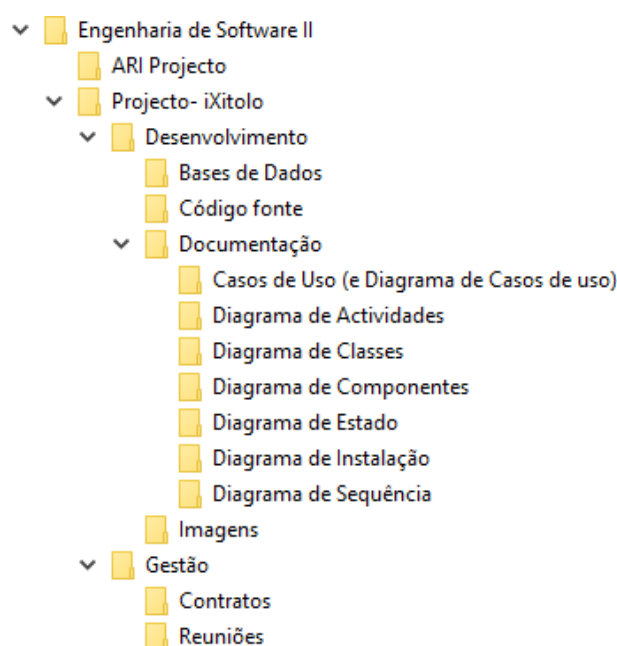 Engenharia de Software II
ARI Projecto
Projecto- iXitolo
Desenvolvimento
Bases de Dados
Código fonte
Documentação
Casos de Uso (e Diagrama de Casos de uso)
Diagrama de Actividades
Diagrama de Classes
Diagrama de Componentes
Diagrama de Estado
Diagrama de Instalação
Diagrama de Sequência
Imagens
Gestão
Contratos
Reuniões